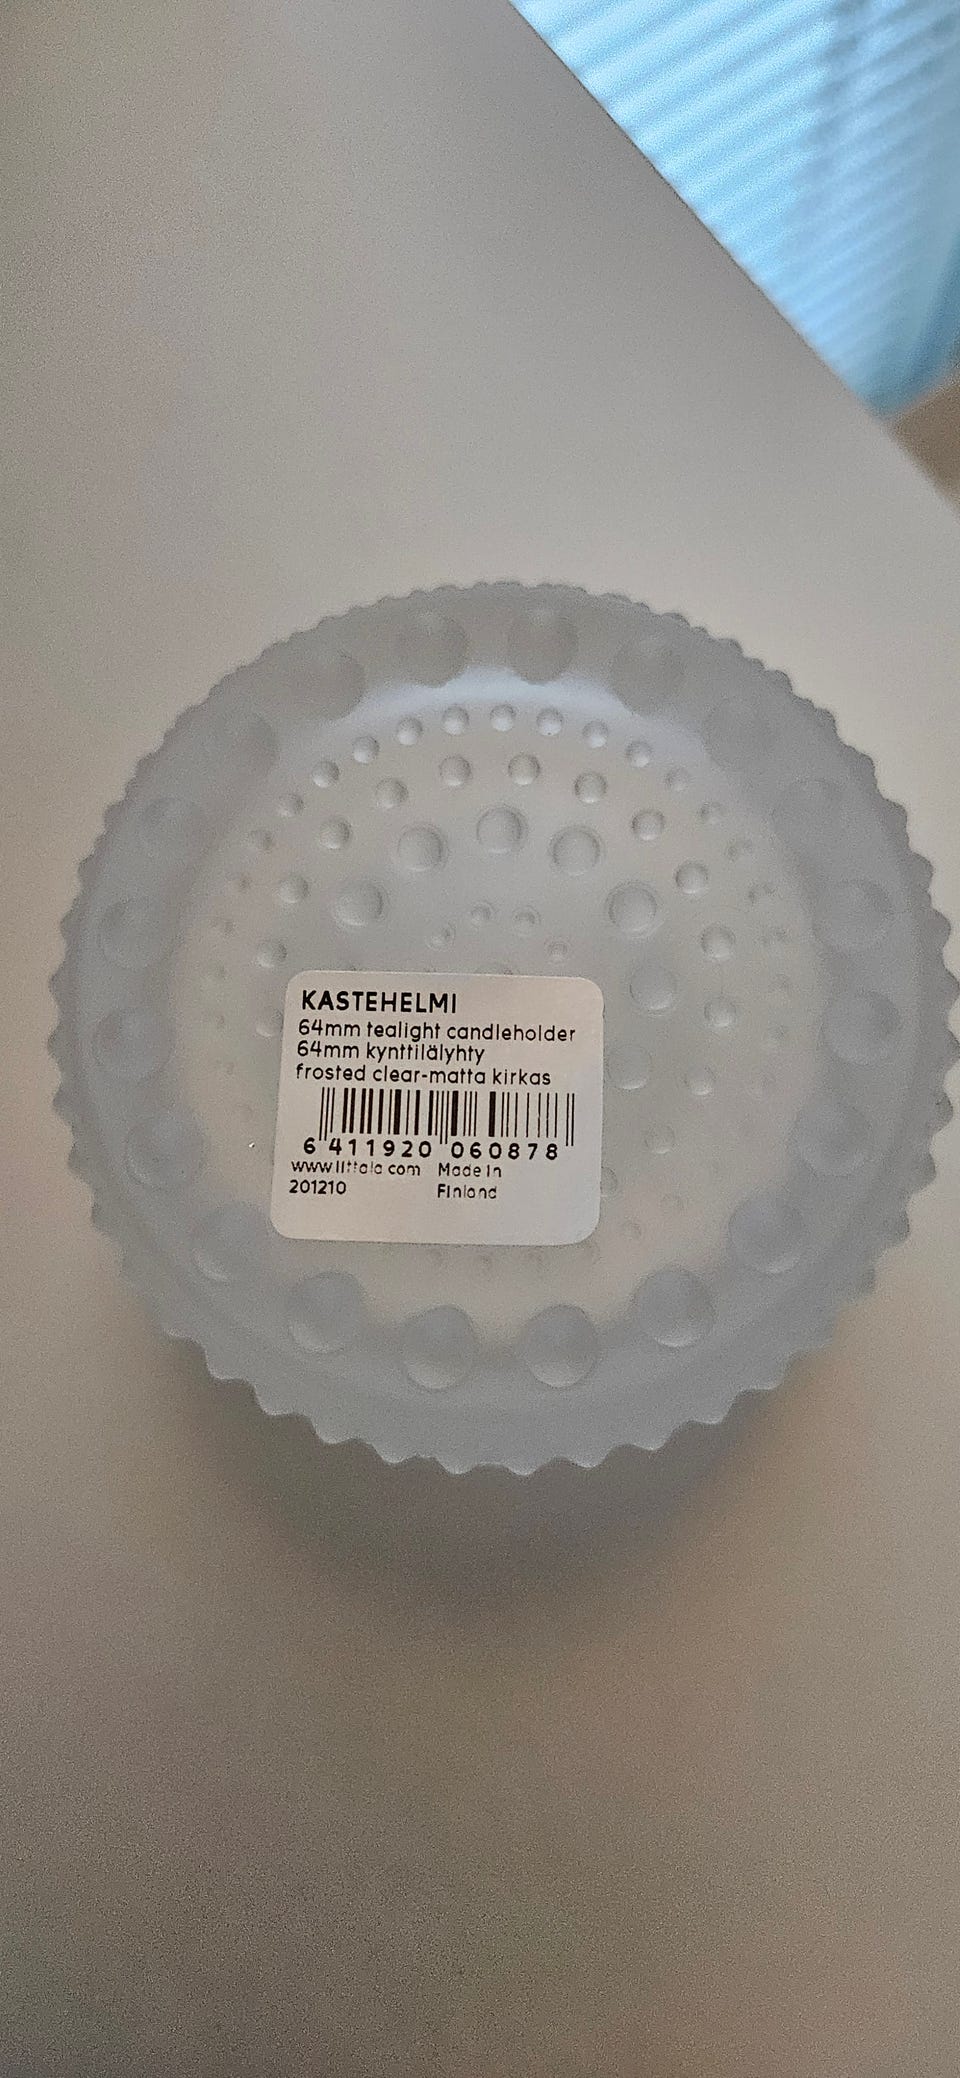 KASTEHELMI
64mm tealight candleholder
64mm kynttilälyhty
frosted clear-matta kirkas
6 411920 060878
www.iittala.com Made in
201210 Finland